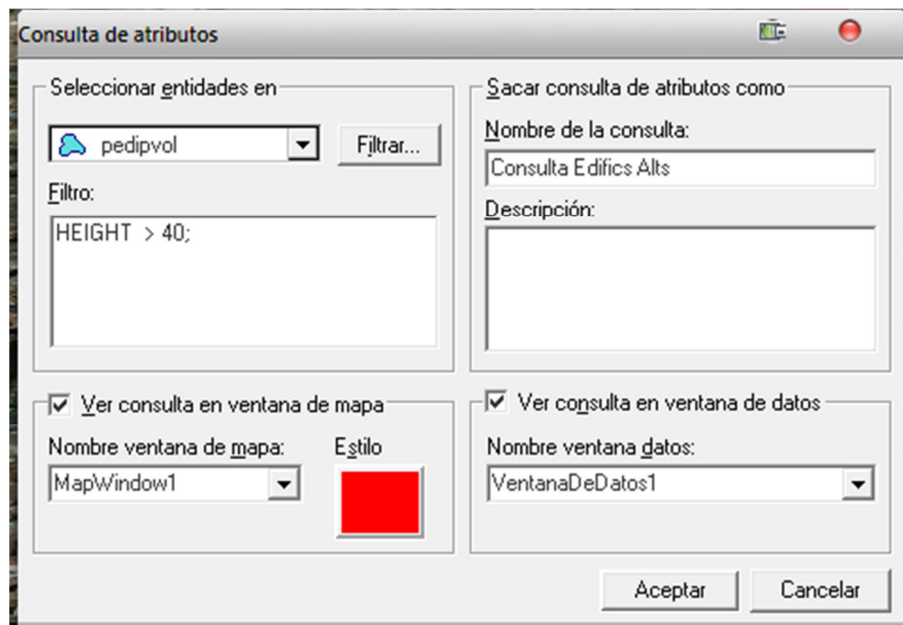 Consulta de atributos
Seleccionar entidades en
pedipvol
Filtrar...
Filtro:
HEIGHT > 40;
Sacar consulta de atributos como
Nombre de la consulta:
Consulta Edifics Alts
Descripción:
Ver consulta en ventana de mapa
Nombre ventana de mapa:
Estilo
MapWindow1
Ver consulta en ventana de datos
Nombre ventana datos:
VentanaDeDatos1
Aceptar
Cancelar